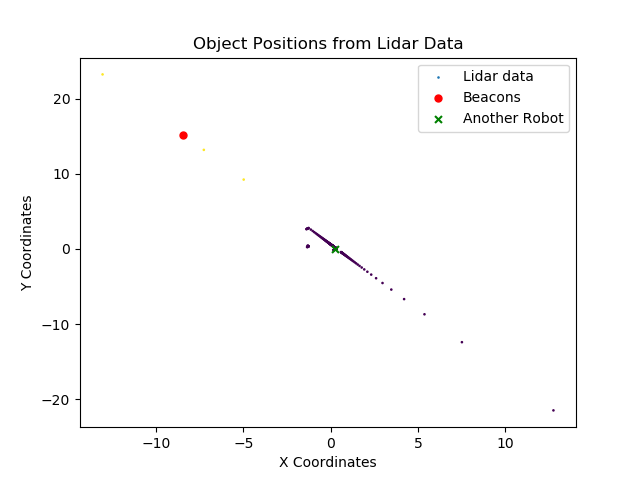 Object Positions from Lidar Data
Lidar data
Beacons
Another Robot
Y Coordinates
20
10
0
−10
−20
−10
−5
0
5
10
X Coordinates